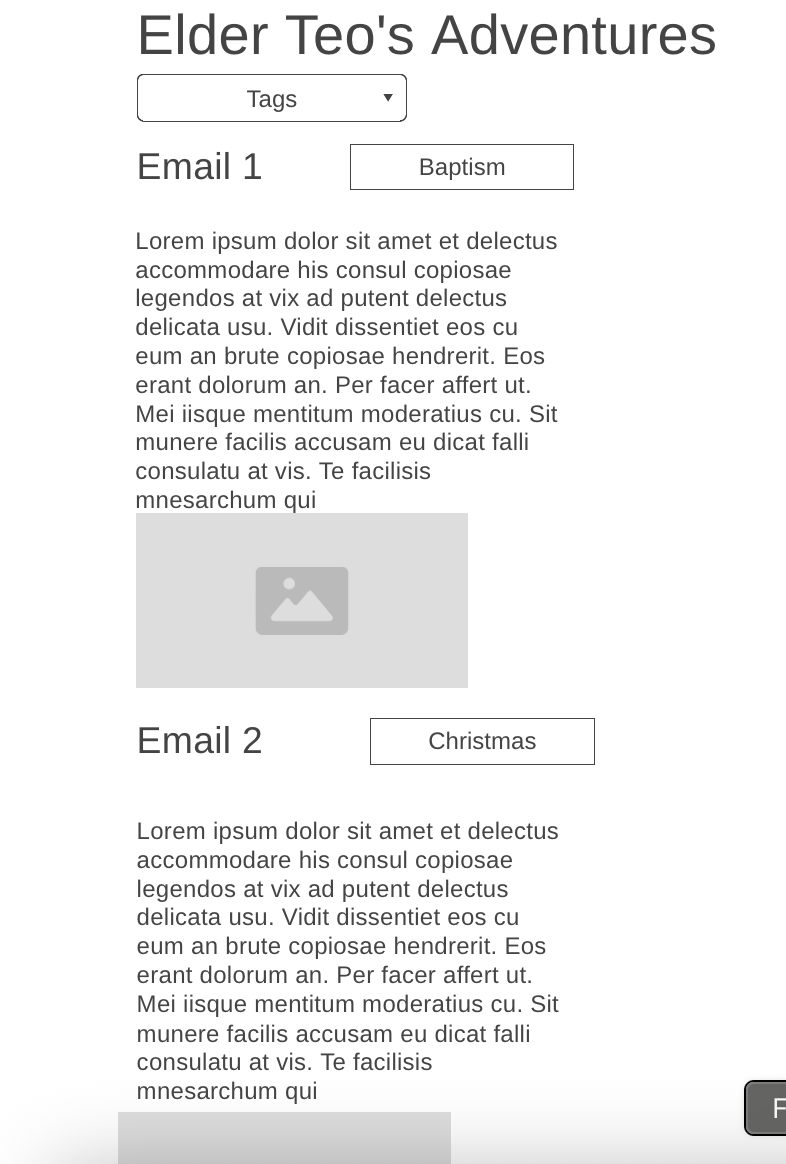 Elder Teo's Adventures
Tags
Email 1
Baptism
Lorem ipsum dolor sit amet et delectus
accommodare his consul copiosae
legendos at vix ad putent delectus
delicata usu. Vidit dissentiet eos cu
eum an brute copiosae hendrerit. Eos
erant dolorum an. Per facer affert ut.
Mei iisque mentitum moderatius cu. Sit
munere facilis accusam eu dicat falli
consulatu at vis. Te facilisis
mnesarchum qui
Email 2
Christmas
Lorem ipsum dolor sit amet et delectus
accommodare his consul copiosae
legendos at vix ad putent delectus
delicata usu. Vidit dissentiet eos cu
eum an brute copiosae hendrerit. Eos
erant dolorum an. Per facer affert ut.
Mei iisque mentitum moderatius cu. Sit
munere facilis accusam eu dicat falli
consulatu at vis. Te facilisis
mnesarchum qui